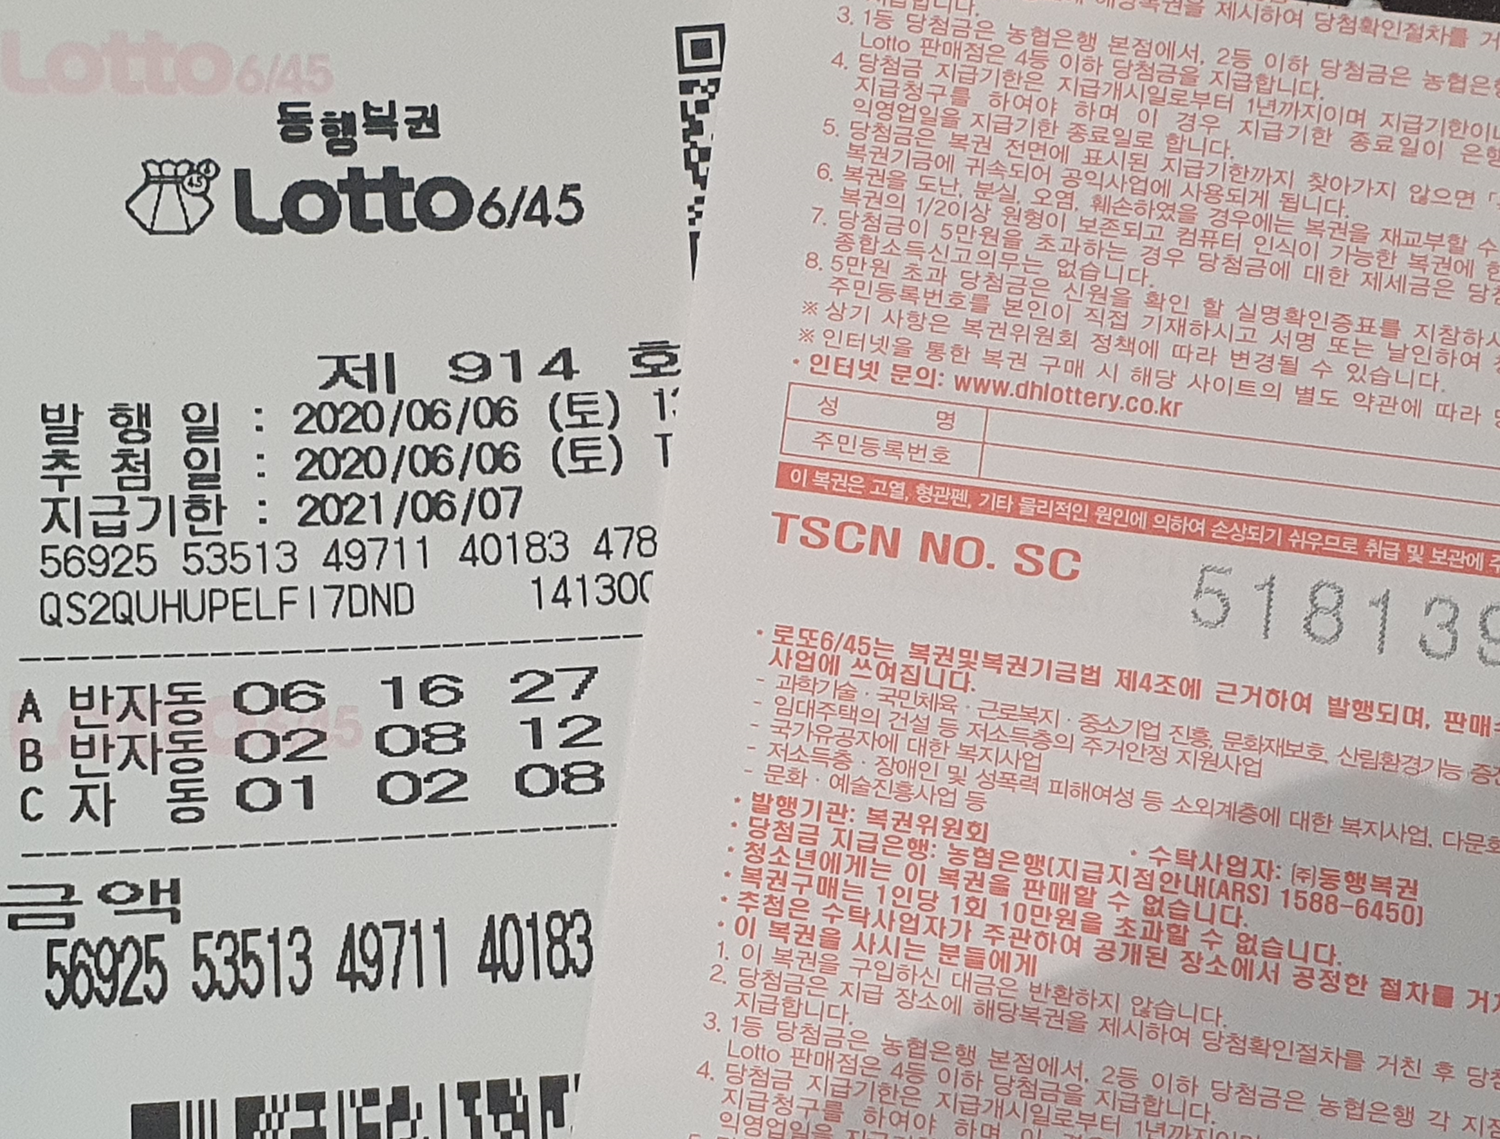 Lotto 6/45
동행복권
Lotto 6/45
제 914 호
발 행 일 : 2020/06/06 (토)
추 첨 일 : 2020/06/06 (토)
지급기한 : 2021/06/07
56925 53513 49711 40183 478
QS2QUHUPELFI7DND 14130
A 반자동 06 16 27
B 반자동 02 08 12
C 자 동 01 02 08
금액
56925 53513 49711 40183
해당복권을 제시하여 당첨확인절차를
3. 1등 당첨금은 농협은행 본점에서, 2등 이하 당첨금은
Lotto 판매점은 4등 이하 당첨금을 지급합니다.
4. 당첨금 지급기한은 지급개시일로부터 1년까지이며
지급청구를 하여야 하며 이 경우 지급기한 종료일이
익영업일을 지급기한 종료일로 합니다.
5. 당첨금은 복권 전면에 표시된 지급기한까지 찾아가지 않으면
복권기금에 귀속되어 공익사업에 사용되게 됩니다.
6. 복권을 도난, 분실, 오염, 훼손하였을 경우에는 복권을 재교부할 수
복권의 1/2이상 원형이 보존되고 컴퓨터 인식이 가능한 복권에
7. 당첨금이 5만원을 초과하는 경우 당첨금에 대한 제세금은
종합소득신고의무는 없습니다.
8. 5만원 초과 당첨금은 신원을 확인 할 실명확인증표를
주민등록번호를 본인이 직접 기재하시고 서명 또는 날인하여
※ 상기 사항은 복권위원회 정책에 따라 변경될 수 있습니다.
※ 인터넷을 통한 복권 구매 시 해당 사이트의 별도 약관에 따라
• 인터넷 문의: www.dhlottery.co.kr
성 명
주민등록번호
이 복권은 고열, 형광펜, 기타 물리적인 원인에 의하여 손상되기 쉬우므로 취급 및 보관에
TSCN NO. SC 518139
• 로또6/45는 복권및복권기금법 제4조에 근거하여 발행되며,
사업에 쓰여집니다.
- 과학기술 · 국민체육 · 근로복지 · 중소기업 진흥, 문화재보호, 산림환경기능
- 임대주택의 건설 등 저소득층의 주거안정 지원사업
- 국가유공자에 대한 복지사업
- 저소득층 · 장애인 및 성폭력 피해여성 등 소외계층에 대한 복지사업,
- 문화 · 예술진흥사업 등
• 발행기관: 복권위원회 • 수탁사업자: ㈜동행복권
• 당첨금 지급은행: 농협은행(지급지점안내(ARS) 1588-6450)
• 청소년에게는 이 복권을 판매할 수 없습니다.
• 복권구매는 1인당 1회 10만원을 초과할 수 없습니다.
• 추첨은 수탁사업자가 주관하여 공개된 장소에서 공정한 절차를
• 이 복권을 사시는 분들에게
1. 이 복권을 구입하신 대금은 반환하지 않습니다.
2. 당첨금은 지급 장소에 해당복권을 제시하여 당첨확인절차를 거친 후
지급합니다.
3. 1등 당첨금은 농협은행 본점에서, 2등 이하 당첨금은 농협은행 각
Lotto 판매점은 4등 이하 당첨금을 지급합니다.
4. 당첨금 지급기한은 지급개시일로부터
지급청구를 하여야 하며
익영업일을